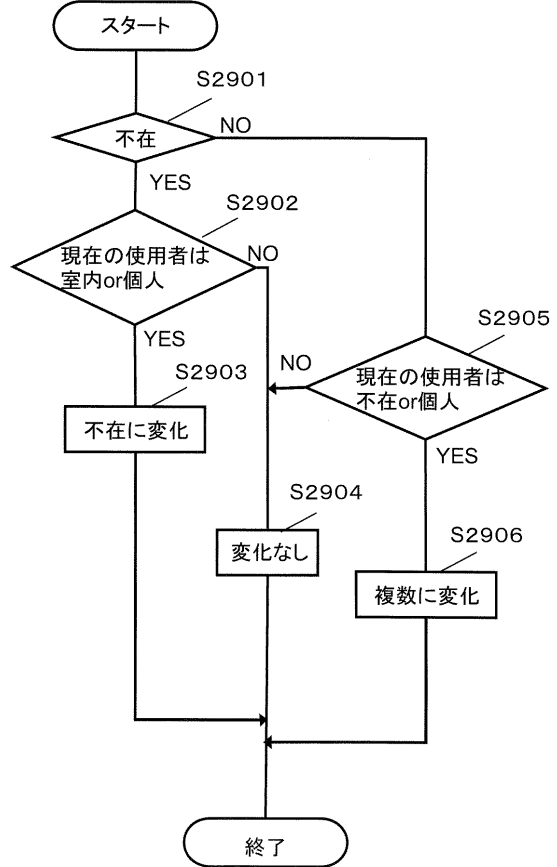 スタート
S2901
不在
NO
YES
S2902
現在の使用者は
室内or個人
NO
YES
S2905
現在の使用者は
不在or個人
NO
YES
S2903
不在に変化
S2904
変化なし
S2906
複数に変化
終了